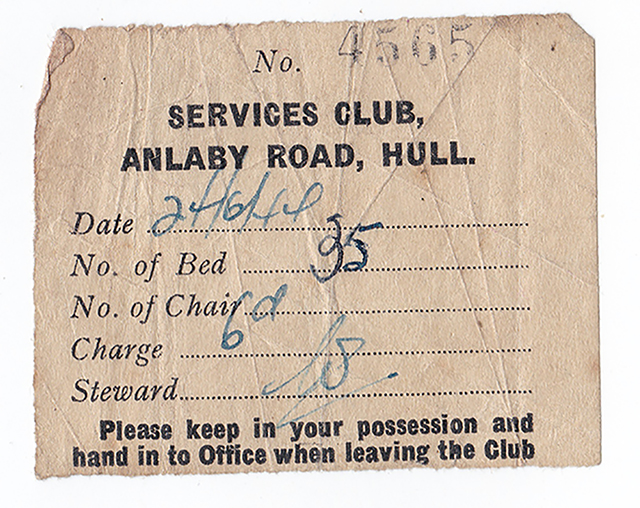 No. 4565
SERVICES CLUB,
ANLABY ROAD, HULL.
Date 24/6/44
No. of Bed 35
No. of Chair
Charge 6d
Steward
Please keep in your possession and
hand in to Office when leaving the Club